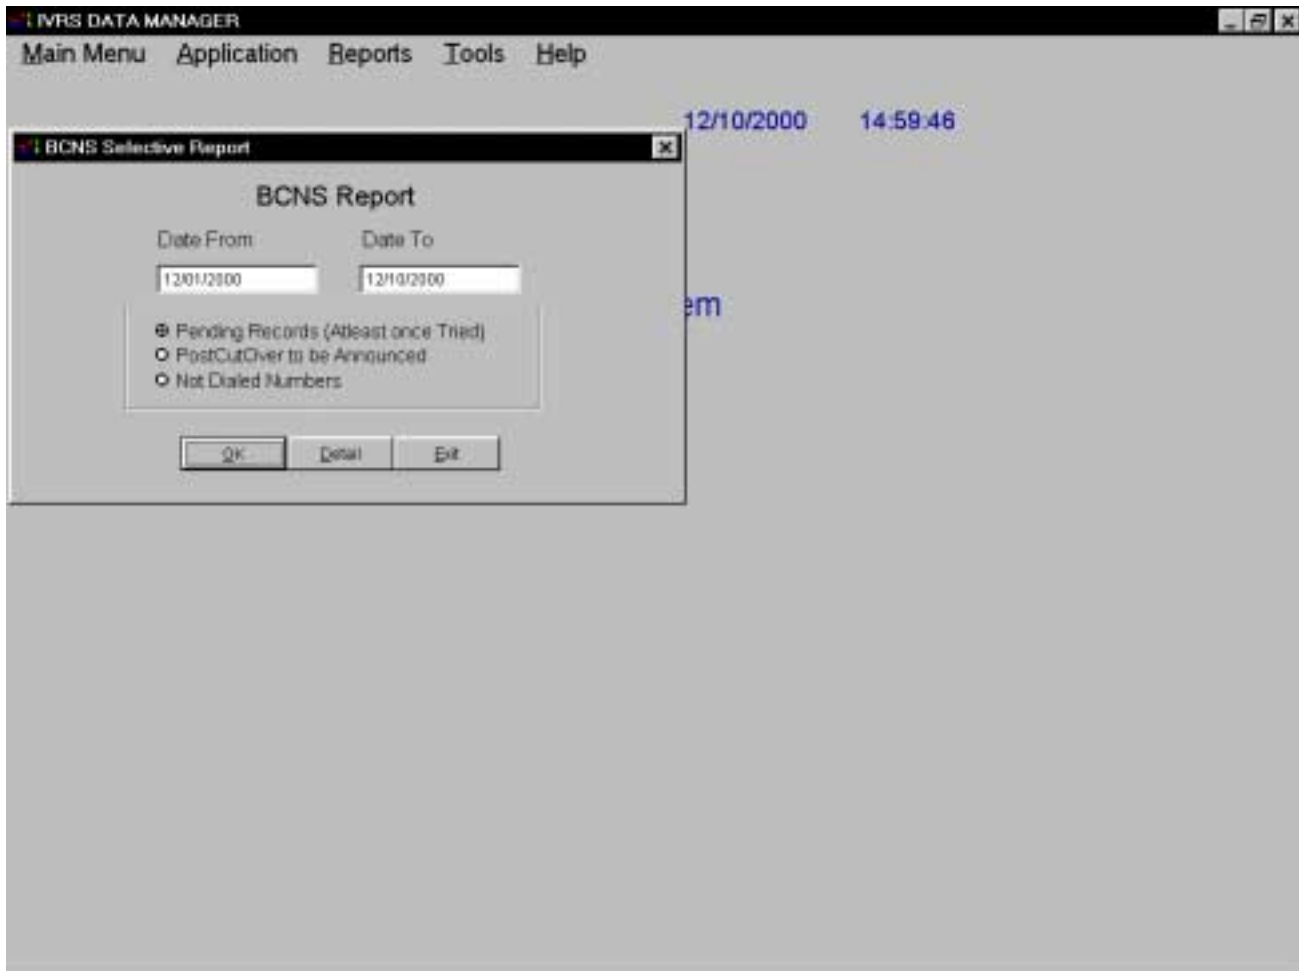 IVRS DATA MANAGER
Main Menu Application Reports Tools Help
12/10/2000 14:59:46
BCNS Selective Report
BCNS Report
Date From Date To
12/01/2000 12/10/2000
em
Pending Records (Atleast once Tried)
PostCutOver to be Announced
Not Dialed Numbers
OK Detail Exit